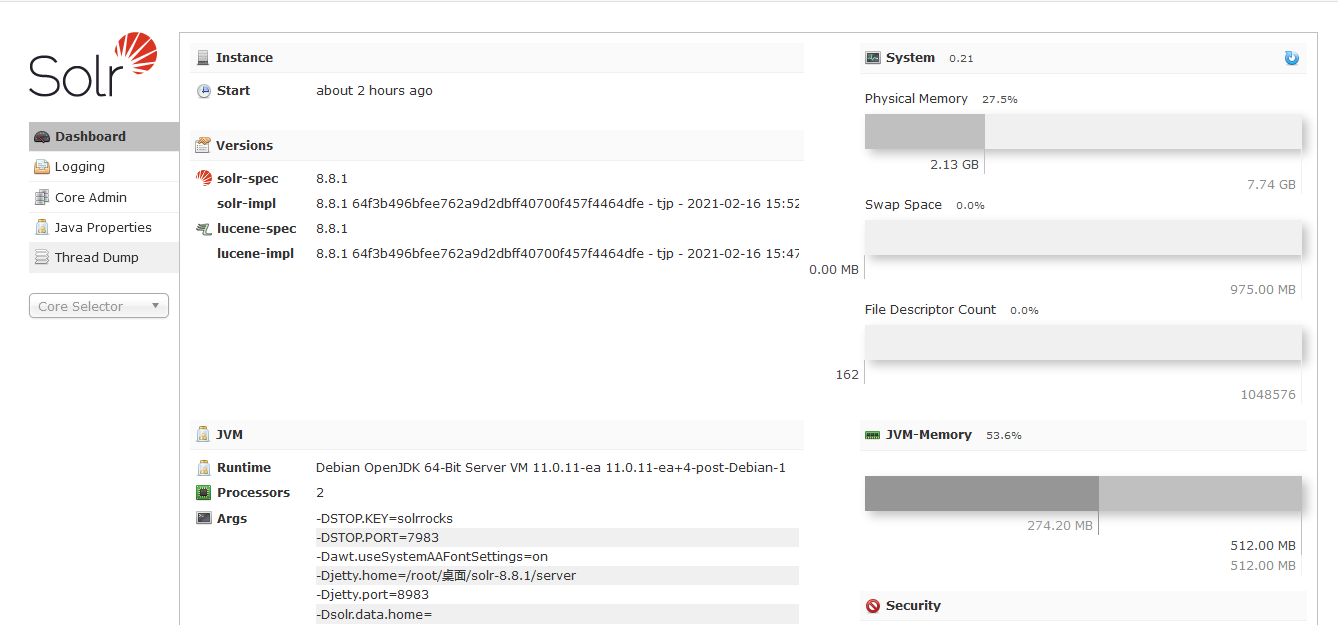 Solr
Dashboard
Logging
Core Admin
Java Properties
Thread Dump
Core Selector
Instance
Start about 2 hours ago
Versions
solr-spec 8.8.1
solr-impl 8.8.1 64f3b496bfee762a9d2dbff40700f457f4464dfe - tjp - 2021-02-16 15:52
lucene-spec 8.8.1
lucene-impl 8.8.1 64f3b496bfee762a9d2dbff40700f457f4464dfe - tjp - 2021-02-16 15:47
JVM
Runtime Debian OpenJDK 64-Bit Server VM 11.0.11-ea 11.0.11-ea+4-post-Debian-1
Processors 2
Args -DSTOP.KEY=solrrocks
-DSTOP.PORT=7983
-Dawt.useSystemAAFontSettings=on
-Djetty.home=/root/桌面/solr-8.8.1/server
-Djetty.port=8983
-Dsolr.data.home=
System 0.21
Physical Memory 27.5%
2.13 GB
7.74 GB
Swap Space 0.0%
0.00 MB
975.00 MB
File Descriptor Count 0.0%
162
1048576
JVM-Memory 53.6%
274.20 MB
512.00 MB
512.00 MB
Security